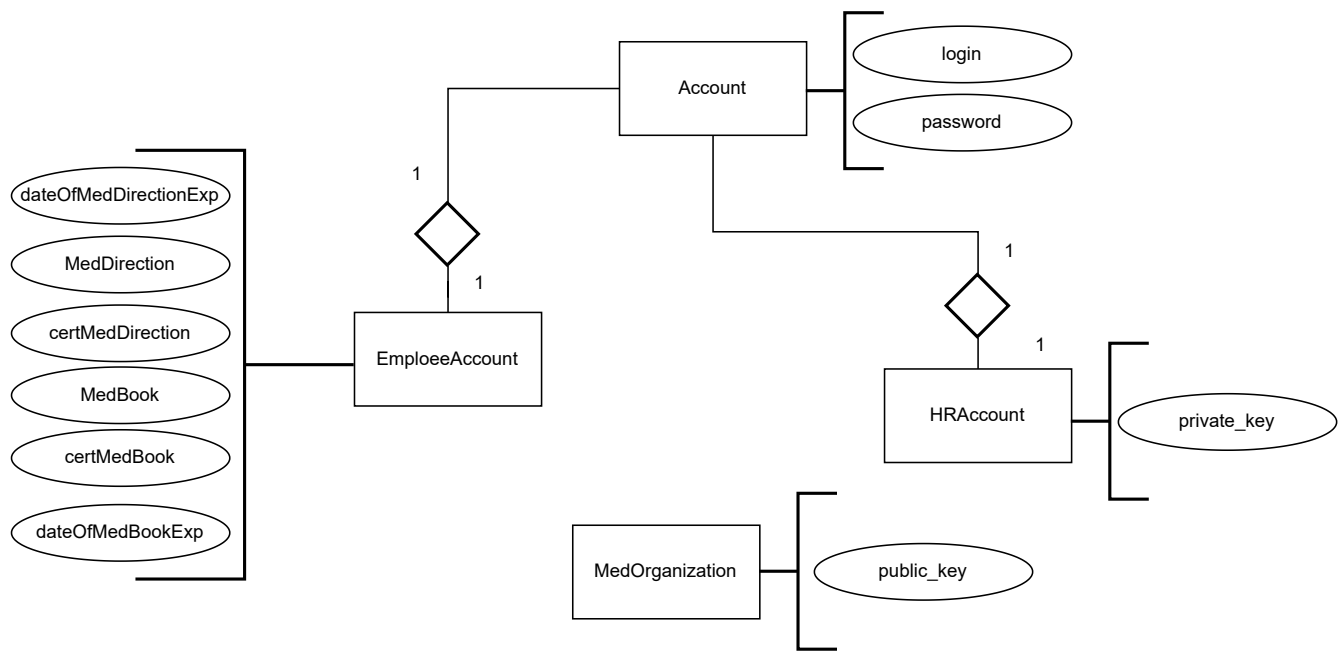 login
Account
password
1
dateOfMedDirectionExp
1
MedDirection
1
certMedDirection
1
EmploeeAccount
MedBook
HRAccount
private_key
certMedBook
dateOfMedBookExp
MedOrganization
public_key